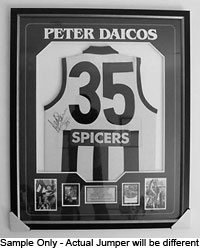 PETER DAICOS
35
SPICERS
Sample Only - Actual Jumper will be different